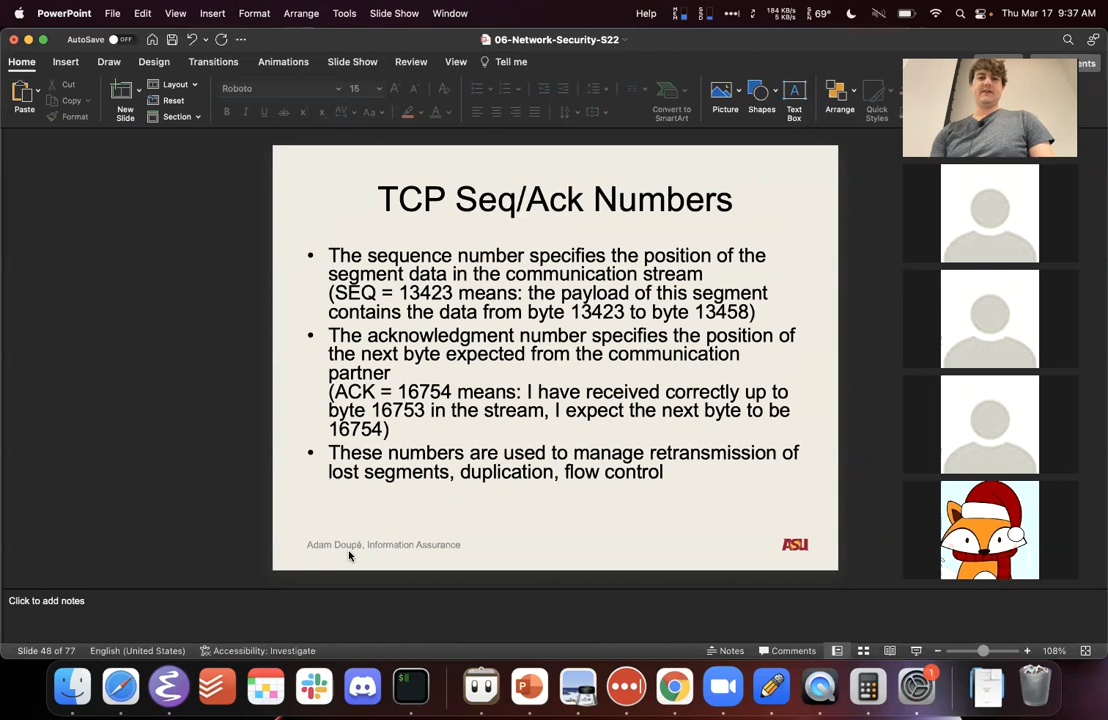 PowerPoint File Edit View Insert Format Arrange Tools Slide Show Window Help 184 KB/s 5 KB/s 69° Thu Mar 17 9:37 AM
AutoSave OFF 06-Network-Security-S22
Home Insert Draw Design Transitions Animations Slide Show Review View Tell me
Paste Cut Copy Format
New Slide Layout Reset Section
Roboto 15
Convert to SmartArt
Picture Shapes Text Box Arrange Quick Styles
TCP Seq/Ack Numbers
• The sequence number specifies the position of the
segment data in the communication stream
(SEQ = 13423 means: the payload of this segment
contains the data from byte 13423 to byte 13458)
• The acknowledgment number specifies the position of
the next byte expected from the communication
partner
(ACK = 16754 means: I have received correctly up to
byte 16753 in the stream, I expect the next byte to be
16754)
• These numbers are used to manage retransmission of
lost segments, duplication, flow control
Adam Doupé, Information Assurance
ASU
Click to add notes
Slide 48 of 77 English (United States) Accessibility: Investigate Notes Comments 108%
1